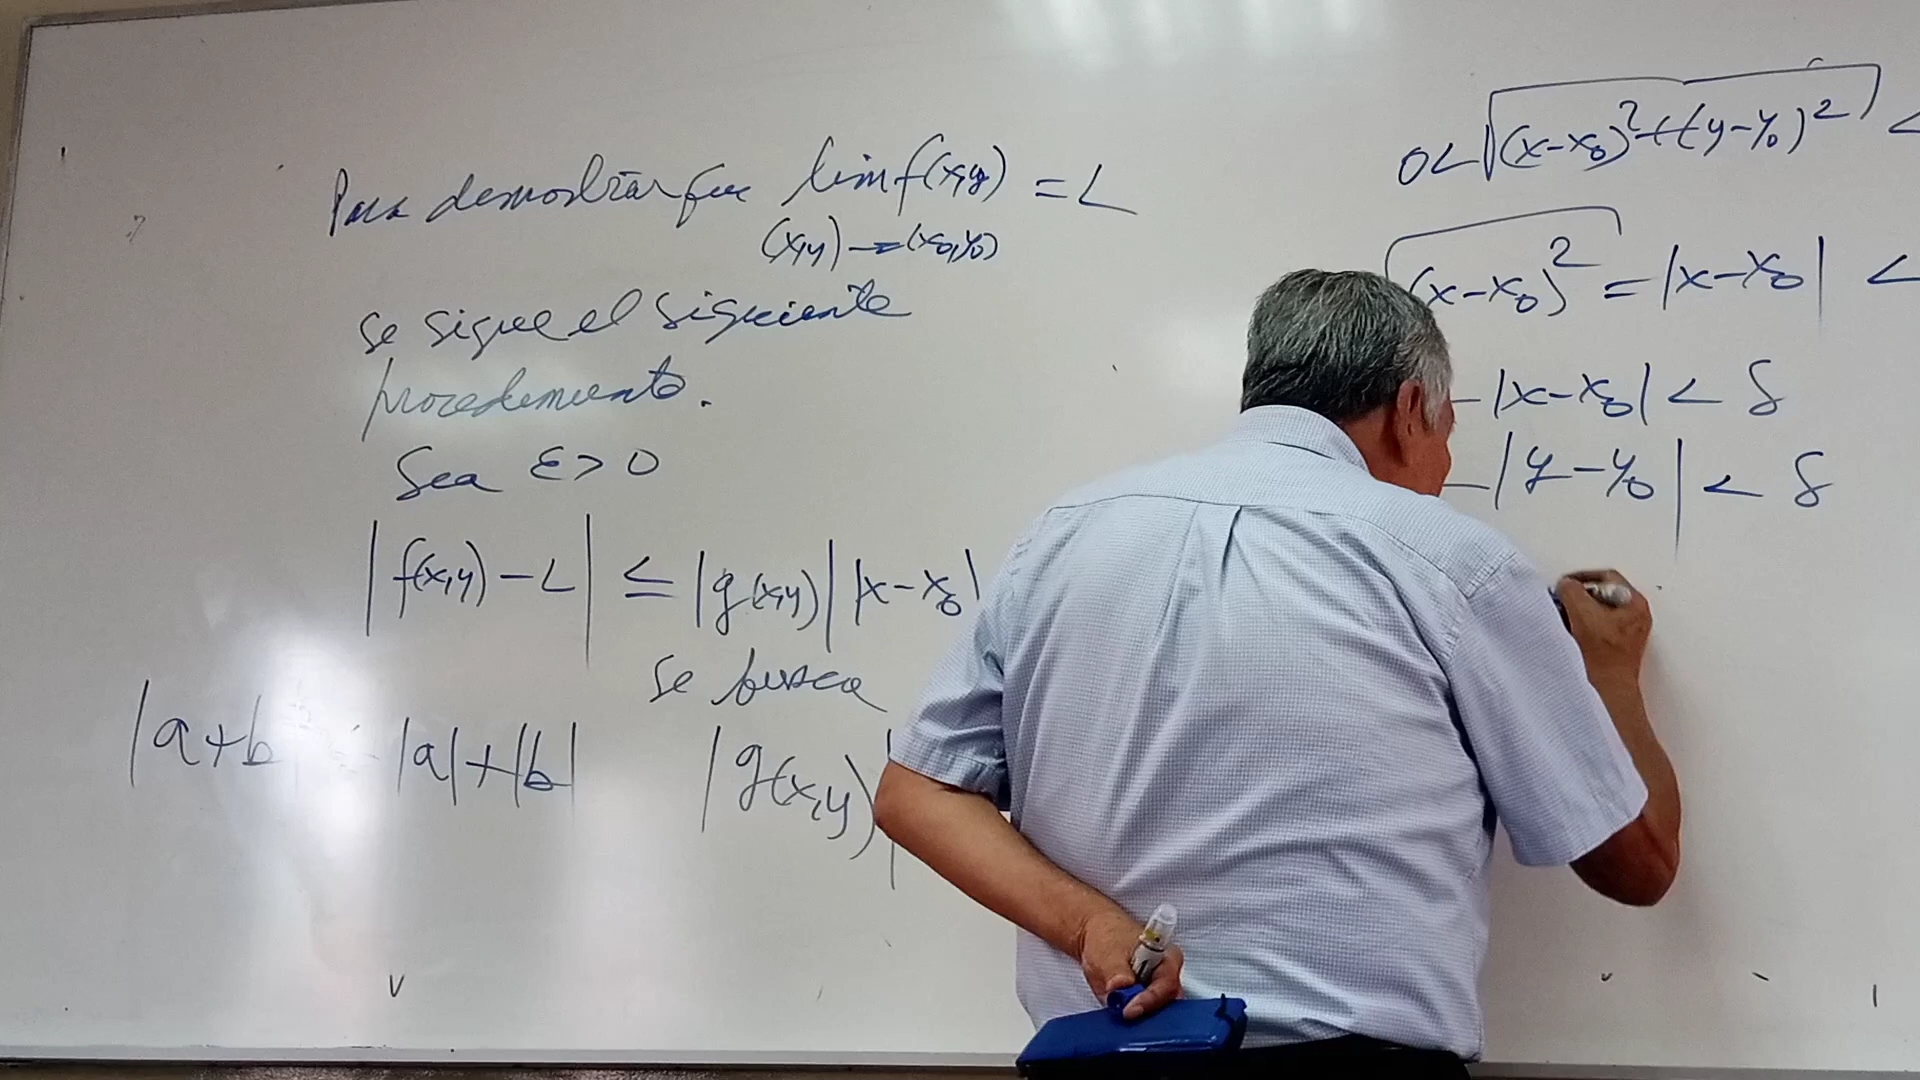 Para demostrar que lim f(x,y) = L
(x,y)→(x₀,y₀)
se sigue el siguiente
procedimiento.
Sea ε > 0
|f(x,y) - L| ≤ |g(x,y)| |x-x₀|
se busca
|a+b| |a|+|b| |g(x,y)|
0<√((x-x₀)²+(y-y₀)²) <
√(x-x₀)² = |x-x₀| <
|x-x₀| < δ
|y-y₀| < δ